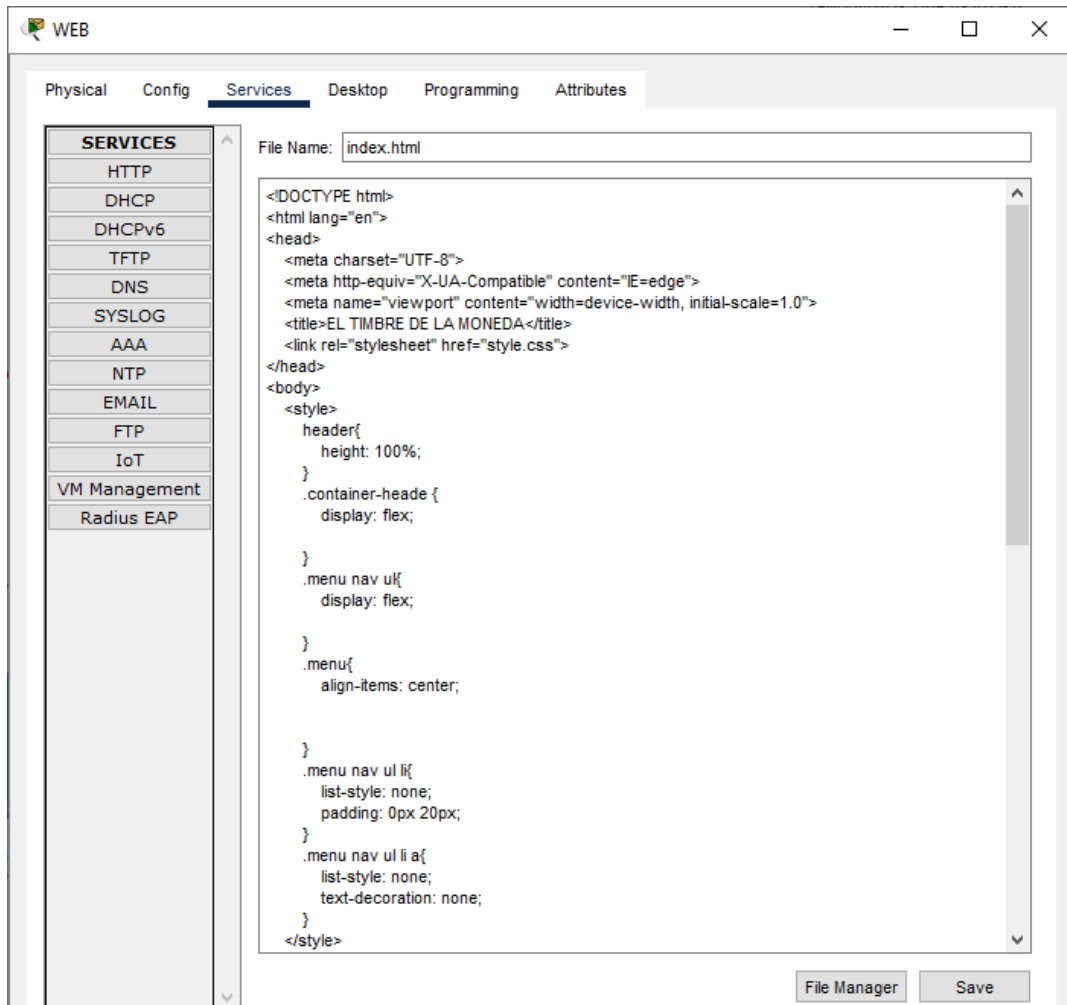 WEB
Physical Config Services Desktop Programming Attributes
SERVICES
HTTP
DHCP
DHCPv6
TFTP
DNS
SYSLOG
AAA
NTP
EMAIL
FTP
IoT
VM Management
Radius EAP
File Name: index.html
<!DOCTYPE html>
<html lang="en">
<head>
<meta charset="UTF-8">
<meta http-equiv="X-UA-Compatible" content="IE=edge">
<meta name="viewport" content="width=device-width, initial-scale=1.0">
<title>EL TIMBRE DE LA MONEDA</title>
<link rel="stylesheet" href="style.css">
</head>
<body>
<style>
header{
height: 100%;
}
.container-heade {
display: flex;
}
.menu nav ul{
display: flex;
}
.menu{
align-items: center;
}
.menu nav ul li{
list-style: none;
padding: 0px 20px;
}
.menu nav ul li a{
list-style: none;
text-decoration: none;
}
</style>
File Manager Save